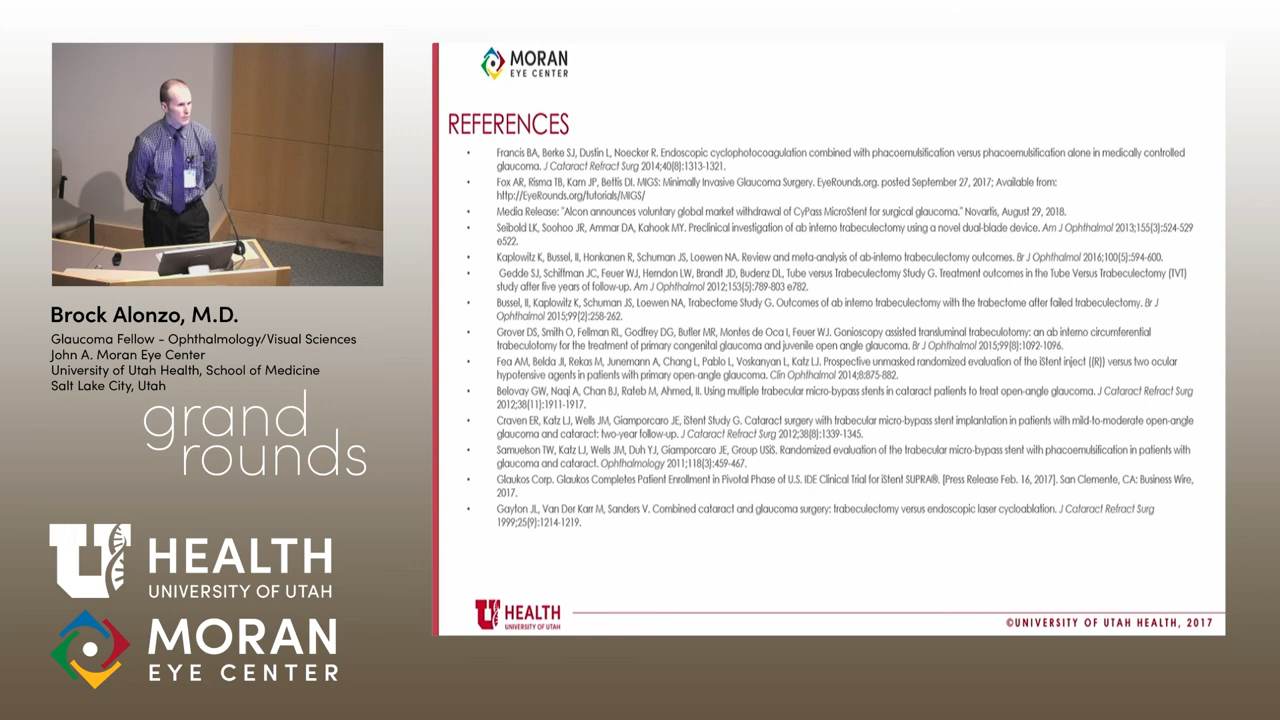 Brock Alonzo, M.D.
Glaucoma Fellow - Ophthalmology/Visual Sciences
John A. Moran Eye Center
University of Utah Health, School of Medicine
Salt Lake City, Utah
grand
rounds
U HEALTH
UNIVERSITY OF UTAH
MORAN
EYE CENTER
MORAN
EYE CENTER
REFERENCES
• Francis BA, Berke SJ, Dustin L, Noecker R. Endoscopic cyclophotocoagulation combined with phacoemulsification versus phacoemulsification alone in medically controlled
glaucoma. J Cataract Refract Surg 2014;40(8):1313-1321.
• Fox AR, Risma TB, Kam JP, Bettis DI. MIGS: Minimally Invasive Glaucoma Surgery. EyeRounds.org. posted September 27, 2017; Available from:
http://EyeRounds.org/tutorials/MIGS/
• Media Release: "Alcon announces voluntary global market withdrawal of CyPass MicroStent for surgical glaucoma." Novartis, August 29, 2018.
• Seibold LK, Soohoo JR, Ammar DA, Kahook MY. Preclinical investigation of ab interno trabeculectomy using a novel dual-blade device. Am J Ophthalmol 2013;155(3):524-529
e522.
• Kaplowitz K, Bussel, II, Honkanen R, Schuman JS, Loewen NA. Review and meta-analysis of ab-interno trabeculectomy outcomes. Br J Ophthalmol 2016;100(5):594-600.
• Gedde SJ, Schiffman JC, Feuer WJ, Herndon LW, Brandt JD, Budenz DL, Tube versus Trabeculectomy Study G. Treatment outcomes in the Tube Versus Trabeculectomy (TVT)
study after five years of follow-up. Am J Ophthalmol 2012;153(5):789-803 e782.
• Bussel, II, Kaplowitz K, Schuman JS, Loewen NA, Trabectome Study G. Outcomes of ab interno trabeculectomy with the trabectome after failed trabeculectomy. Br J
Ophthalmol 2015;99(2):258-262.
• Grover DS, Smith O, Fellman RL, Godfrey DG, Butler MR, Montes de Oca I, Feuer WJ. Gonioscopy assisted transluminal trabeculotomy: an ab interno circumferential
trabeculotomy for the treatment of primary congenital glaucoma and juvenile open angle glaucoma. Br J Ophthalmol 2015;99(8):1092-1096.
• Fea AM, Belda JI, Rekas M, Junemann A, Chang L, Pablo L, Voskanyan L, Katz LJ. Prospective unmasked randomized evaluation of the iStent inject ((R)) versus two ocular
hypotensive agents in patients with primary open-angle glaucoma. Clin Ophthalmol 2014;8:875-882.
• Belovay GW, Naqi A, Chan BJ, Rateb M, Ahmed, II. Using multiple trabecular micro-bypass stents in cataract patients to treat open-angle glaucoma. J Cataract Refract Surg
2012;38(11):1911-1917.
• Craven ER, Katz LJ, Wells JM, Giamporcaro JE, iStent Study G. Cataract surgery with trabecular micro-bypass stent implantation in patients with mild-to-moderate open-angle
glaucoma and cataract: two-year follow-up. J Cataract Refract Surg 2012;38(8):1339-1345.
• Samuelson TW, Katz LJ, Wells JM, Duh YJ, Giamporcaro JE, Group USIS. Randomized evaluation of the trabecular micro-bypass stent with phacoemulsification in patients with
glaucoma and cataract. Ophthalmology 2011;118(3):459-467.
• Glaukos Corp. Glaukos Completes Patient Enrollment in Pivotal Phase of U.S. IDE Clinical Trial for iStent SUPRA®. [Press Release Feb. 16, 2017]. San Clemente, CA: Business Wire,
2017.
• Gayton JL, Van Der Karr M, Sanders V. Combined cataract and glaucoma surgery: trabeculectomy versus endoscopic laser cycloablation. J Cataract Refract Surg
1999;25(9):1214-1219.
U HEALTH
UNIVERSITY OF UTAH
©UNIVERSITY OF UTAH HEALTH, 2017